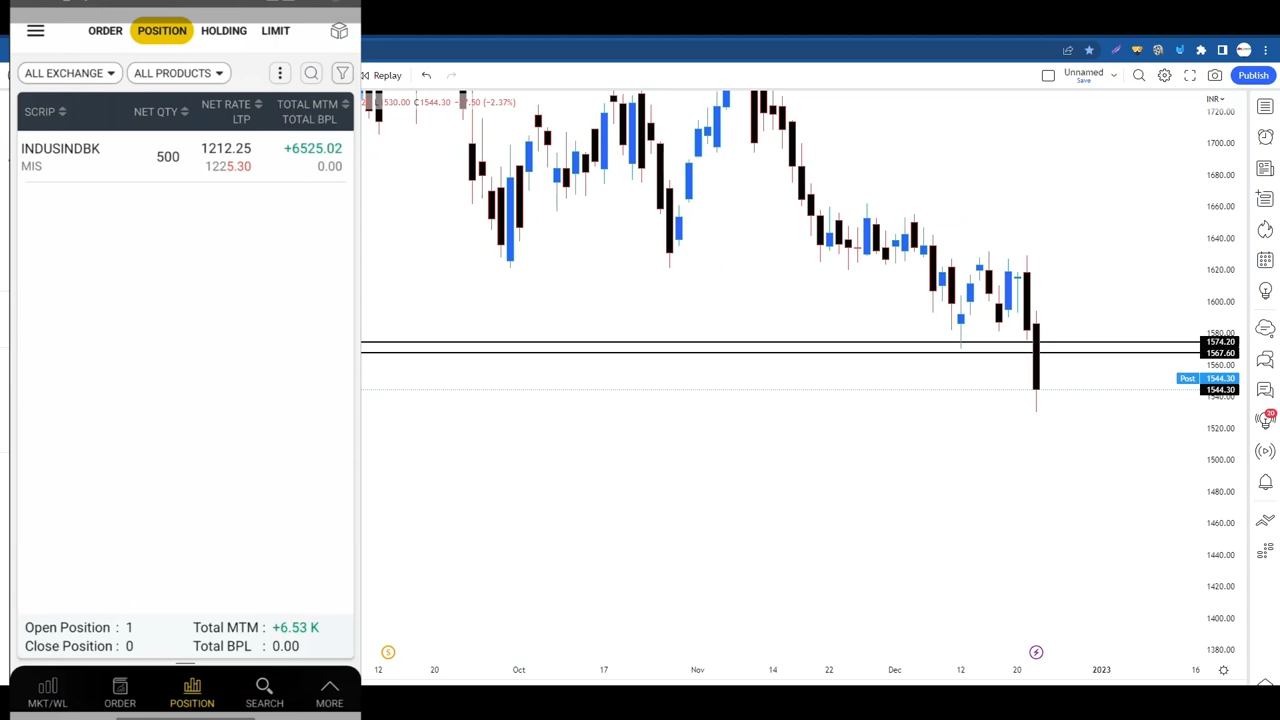 ORDER POSITION HOLDING LIMIT
ALL EXCHANGE ALL PRODUCTS
SCRIP NET QTY NET RATE TOTAL MTM
LTP TOTAL BPL
INDUSINDBK 500 1212.25 +6525.02
MIS 1225.30 0.00
Open Position : 1 Total MTM : +6.53 K
Close Position : 0 Total BPL : 0.00
MKT/WL ORDER POSITION SEARCH MORE
Replay
Unnamed
Save
Publish
1530.00 C1544.30 (−2.37%)
INR
1720.00
1700.00
1680.00
1660.00
1640.00
1620.00
1600.00
1580.00
1574.20
1567.60
1560.00
Post 1544.30
1544.30
1540.00
1520.00
1500.00
1480.00
1460.00
1440.00
1420.00
1400.00
1380.00
20
S
12 20 Oct 17 Nov 14 22 Dec 12 20 2023 16